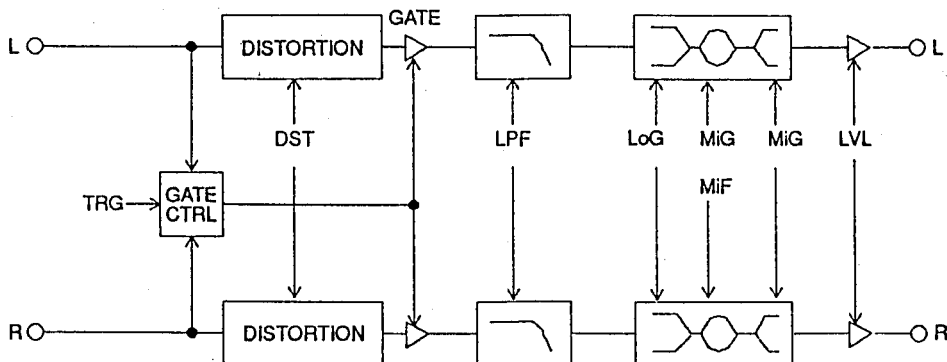 GATE
L DISTORTION L
DST LPF LoG MiG MiG LVL
MiF
TRG GATE
CTRL
R DISTORTION R